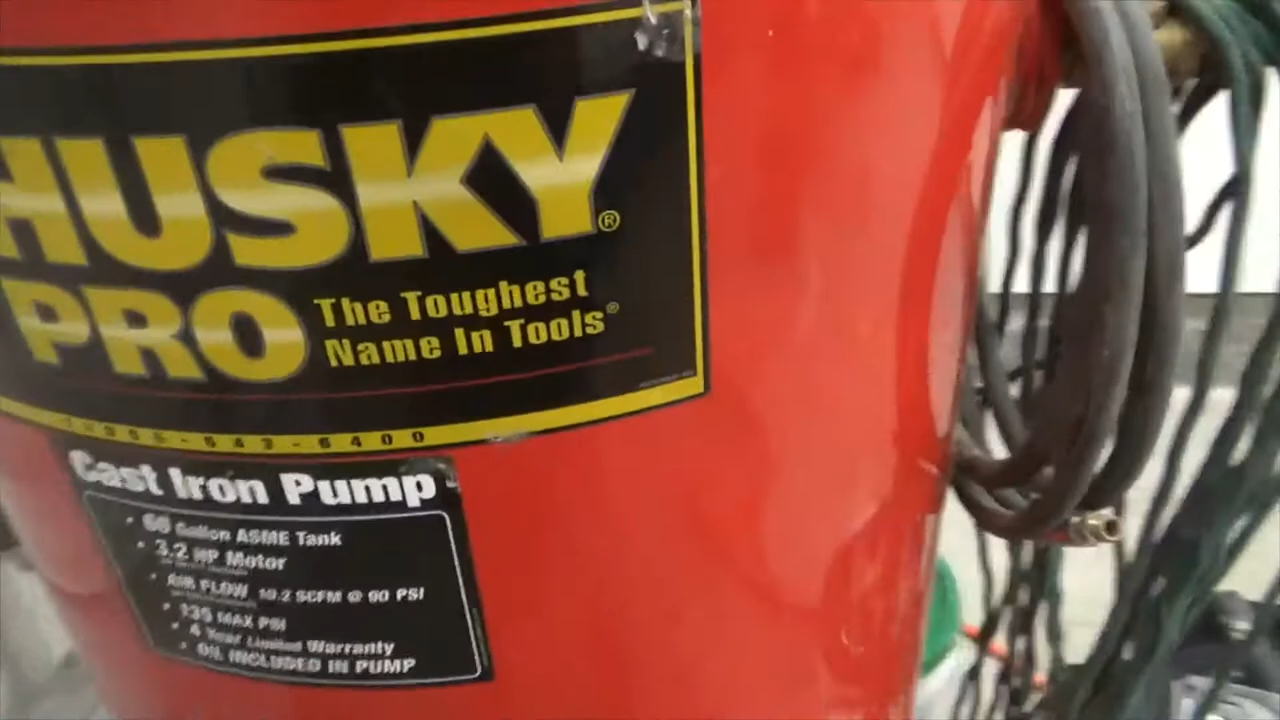 HUSKY®
PRO
The Toughest
Name In Tools®
Cast Iron Pump
• 60 Gallon ASME Tank
• 3.2 HP Motor
• AIR FLOW 10.2 SCFM @ 90 PSI
• 135 MAX PSI
• 4 Year Limited Warranty
• OIL INCLUDED IN PUMP